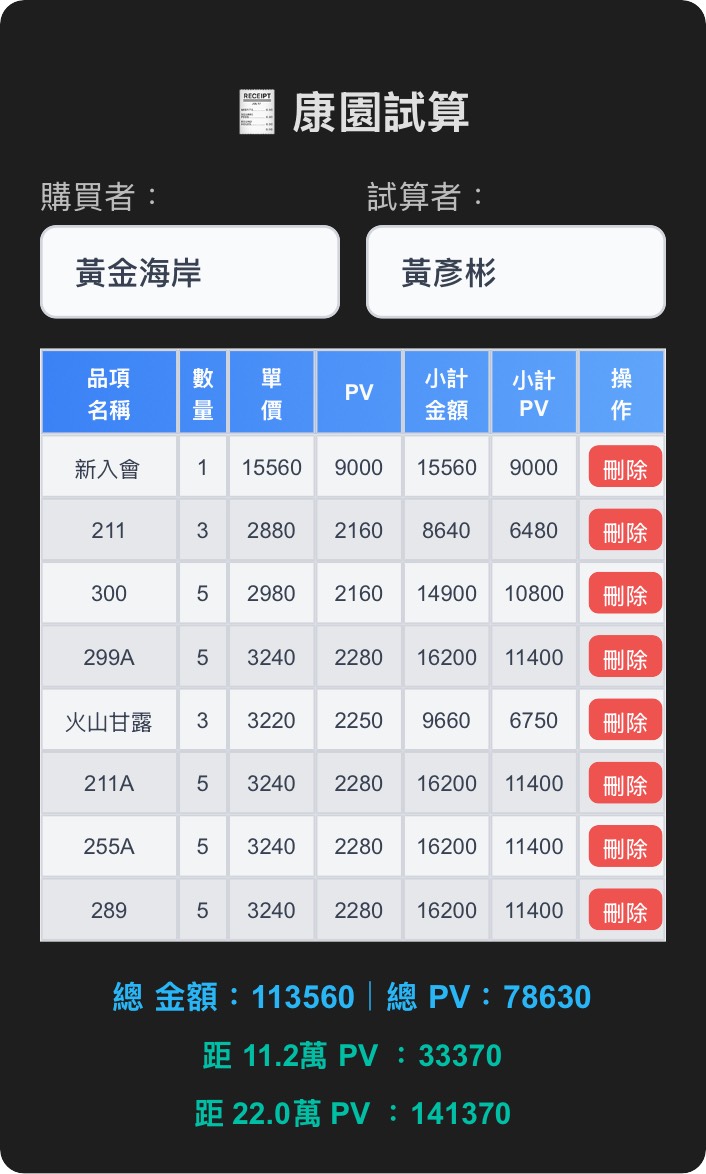 康園試算
購買者：
試算者：
黃金海岸
黃彥彬
品項名稱 數量 單價 PV 小計金額 小計PV 操作
新入會 1 15560 9000 15560 9000 刪除
211 3 2880 2160 8640 6480 刪除
300 5 2980 2160 14900 10800 刪除
299A 5 3240 2280 16200 11400 刪除
火山甘露 3 3220 2250 9660 6750 刪除
211A 5 3240 2280 16200 11400 刪除
255A 5 3240 2280 16200 11400 刪除
289 5 3240 2280 16200 11400 刪除
總 金額：113560｜總 PV：78630
距 11.2萬 PV ：33370
距 22.0萬 PV ：141370